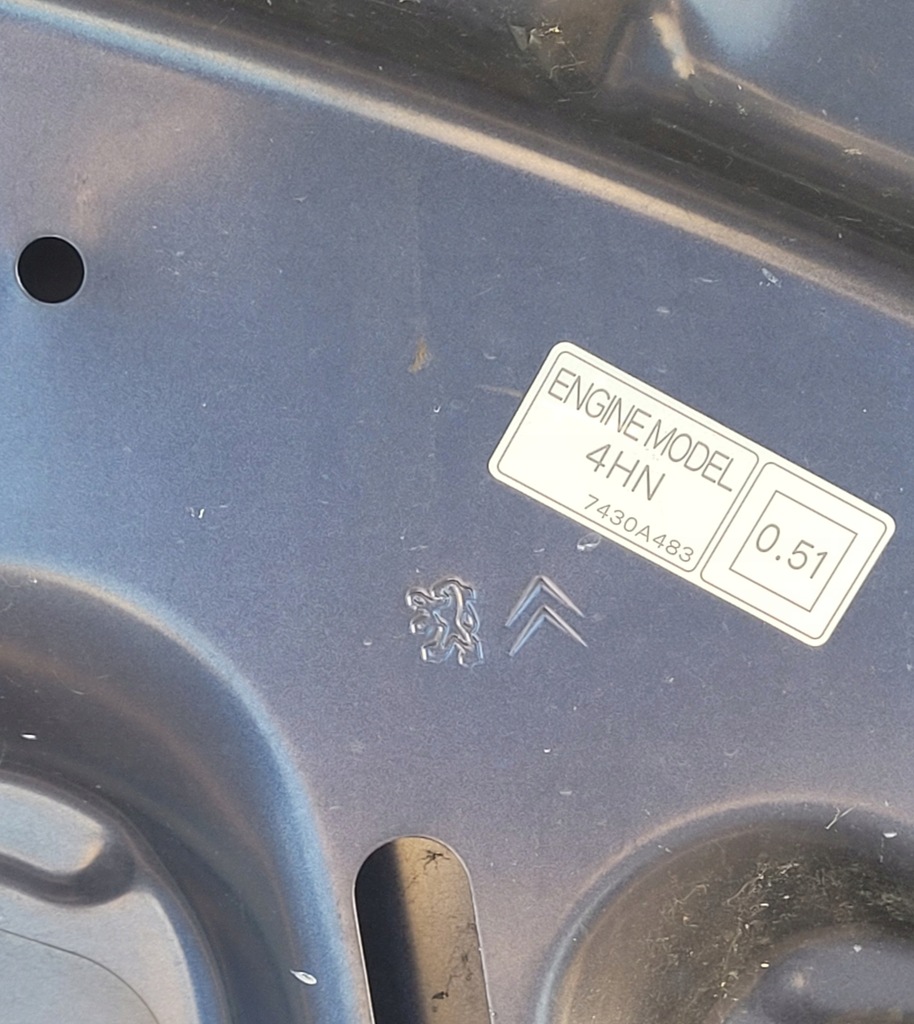 ENGINE MODEL
4HN
7430A483
0.51